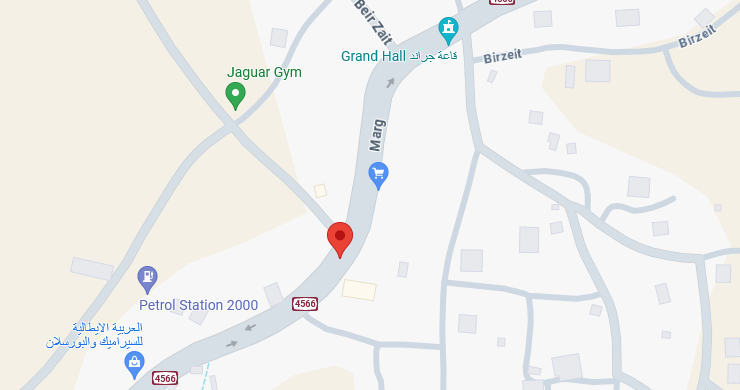 4566
Beir Zait
Grand Hall قاعة جراند
Birzeit
Birzeit
Jaguar Gym
Marg
Petrol Station 2000
4566
العربية الايطالية
للسيراميك والبورسلان
4566